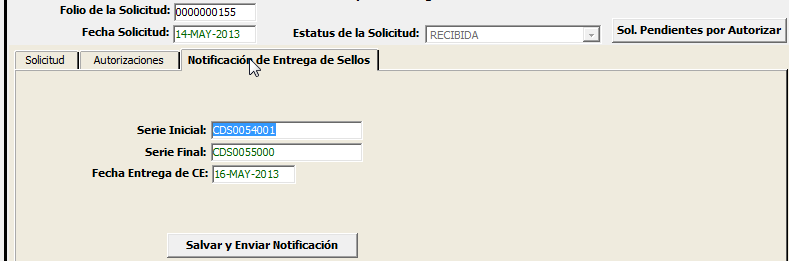 Folio de la Solicitud: 0000000155
Fecha Solicitud: 14-MAY-2013 Estatus de la Solicitud: RECIBIDA Sol. Pendientes por Autorizar
Solicitud Autorizaciones Notificación de Entrega de Sellos
Serie Inicial: CDS0054001
Serie Final: CDS0055000
Fecha Entrega de CE: 16-MAY-2013
Salvar y Enviar Notificación